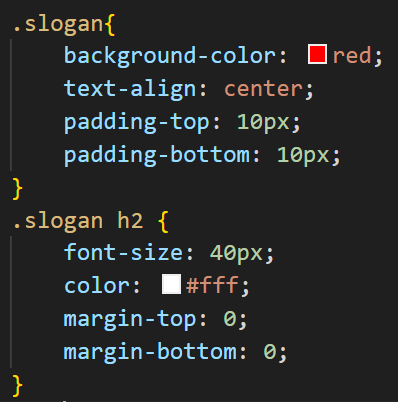 .slogan{
    background-color: red;
    text-align: center;
    padding-top: 10px;
    padding-bottom: 10px;
}
.slogan h2 {
    font-size: 40px;
    color: #fff;
    margin-top: 0;
    margin-bottom: 0;
}